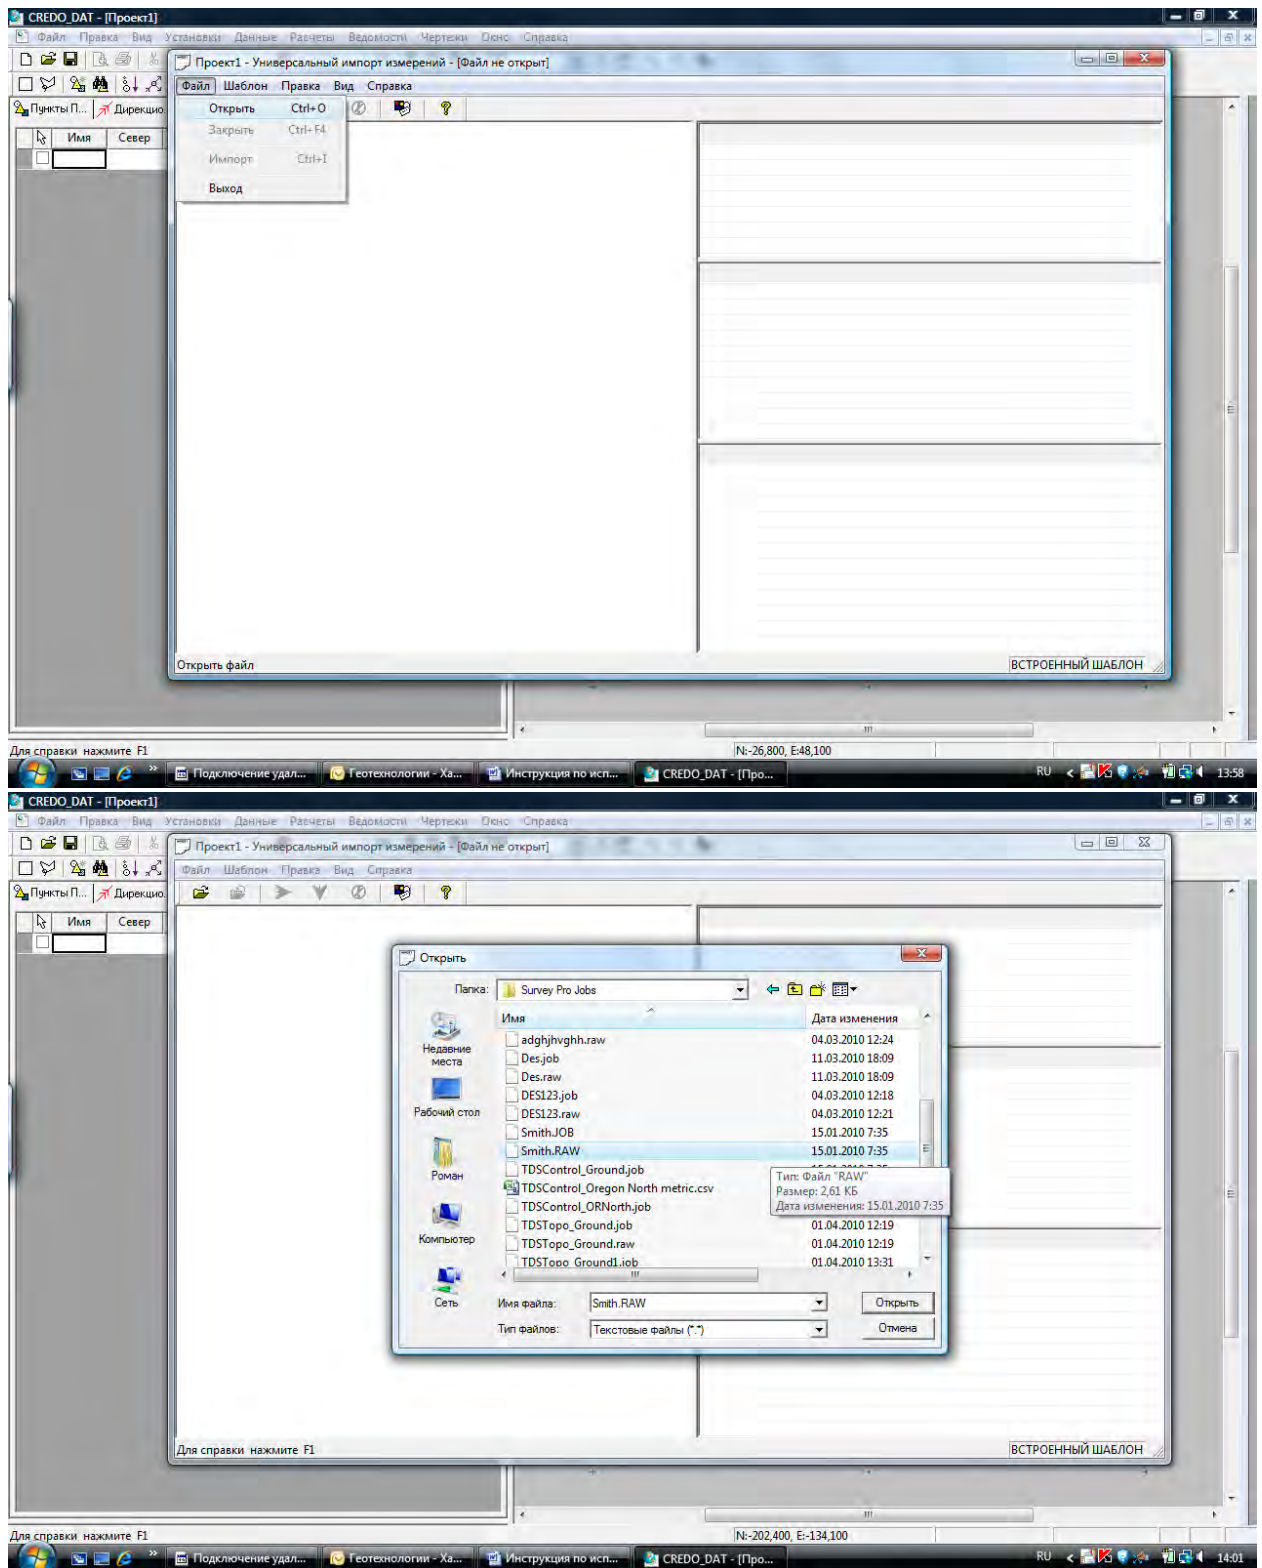 CREDO_DAT - [Проект1]
Файл Правка Вид Установки Данные Расчеты Ведомости Чертежи Окно Справка
Проект1 - Универсальный импорт измерений - [Файл не открыт]
Файл Шаблон Правка Вид Справка
Пункты П... Дирекцио.
Открыть Ctrl+O
Имя Север
Закрыть Ctrl+F4
Импорт Ctrl+I
Выход
Открыть файл ВСТРОЕННЫЙ ШАБЛОН
Для справки нажмите F1 N:-26,800, E:48,100
Подключение удал... Геотехнологии - Ха... Инструкция по исп... CREDO_DAT - [Про... RU 13:58
CREDO_DAT - [Проект1]
Файл Правка Вид Установки Данные Расчеты Ведомости Чертежи Окно Справка
Проект1 - Универсальный импорт измерений - [Файл не открыт]
Файл Шаблон Правка Вид Справка
Пункты П... Дирекцио.
Имя Север
Открыть
Папка: Survey Pro Jobs
Имя Дата изменения
adghjhvghh.raw 04.03.2010 12:24
Des.job 11.03.2010 18:09
Des.raw 11.03.2010 18:09
DES123.job 04.03.2010 12:18
DES123.raw 04.03.2010 12:21
Smith.JOB 15.01.2010 7:35
Smith.RAW 15.01.2010 7:35
TDSControl_Ground.job
TDSControl_Oregon North metric.csv
TDSControl_ORNorth.job
TDSTopo_Ground.job 01.04.2010 12:19
TDSTopo_Ground.raw 01.04.2010 12:19
TDSTopo_Ground1.job 01.04.2010 13:31
Недавние места
Рабочий стол
Роман
Компьютер
Сеть
Тип: Файл "RAW"
Размер: 2,61 КБ
Дата изменения: 15.01.2010 7:35
Имя файла: Smith.RAW Открыть
Тип файлов: Текстовые файлы (*.*) Отмена
Для справки нажмите F1 ВСТРОЕННЫЙ ШАБЛОН
Для справки нажмите F1 N:-202,400, E:-134,100
Подключение удал... Геотехнологии - Ха... Инструкция по исп... CREDO_DAT - [Про... RU 14:01